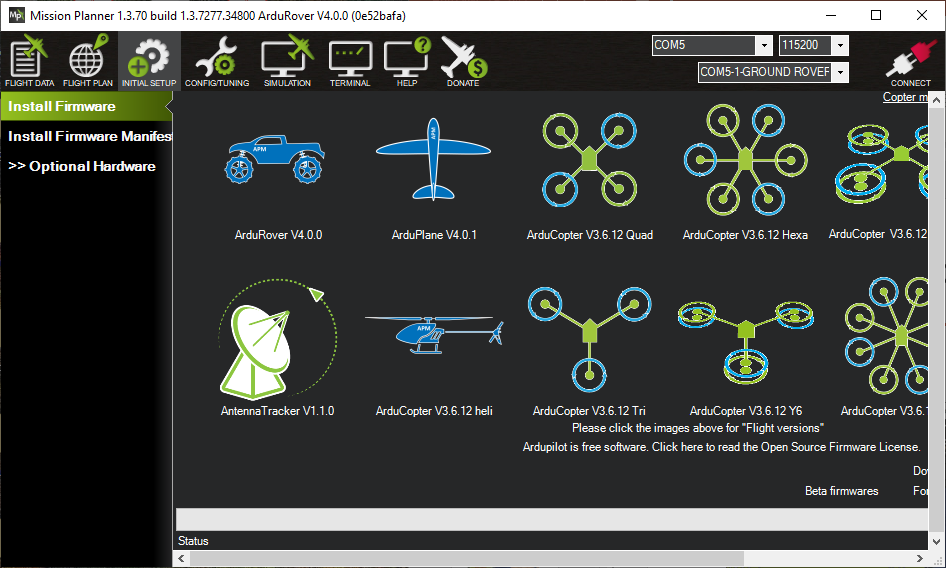 Mp
Mission Planner 1.3.70 build 1.3.7277.34800 ArduRover V4.0.0 (0e52bafa)
FLIGHT DATA
FLIGHT PLAN
INITIAL SETUP
CONFIG/TUNING
SIMULATION
TERMINAL
HELP
DONATE
COM5
115200
COM5-1-GROUND ROVER
CONNECT
Install Firmware
Install Firmware Manifes
>> Optional Hardware
Copter m
APM
APM
ArduRover V4.0.0
ArduPlane V4.0.1
ArduCopter V3.6.12 Quad
ArduCopter V3.6.12 Hexa
ArduCopter V3.6.12
APM
AntennaTracker V1.1.0
ArduCopter V3.6.12 heli
ArduCopter V3.6.12 Tri
ArduCopter V3.6.12 Y6
ArduCopter V3.6.1
Please click the images above for "Flight versions"
Ardupilot is free software. Click here to read the Open Source Firmware License.
Do
Beta firmwares
For
Status